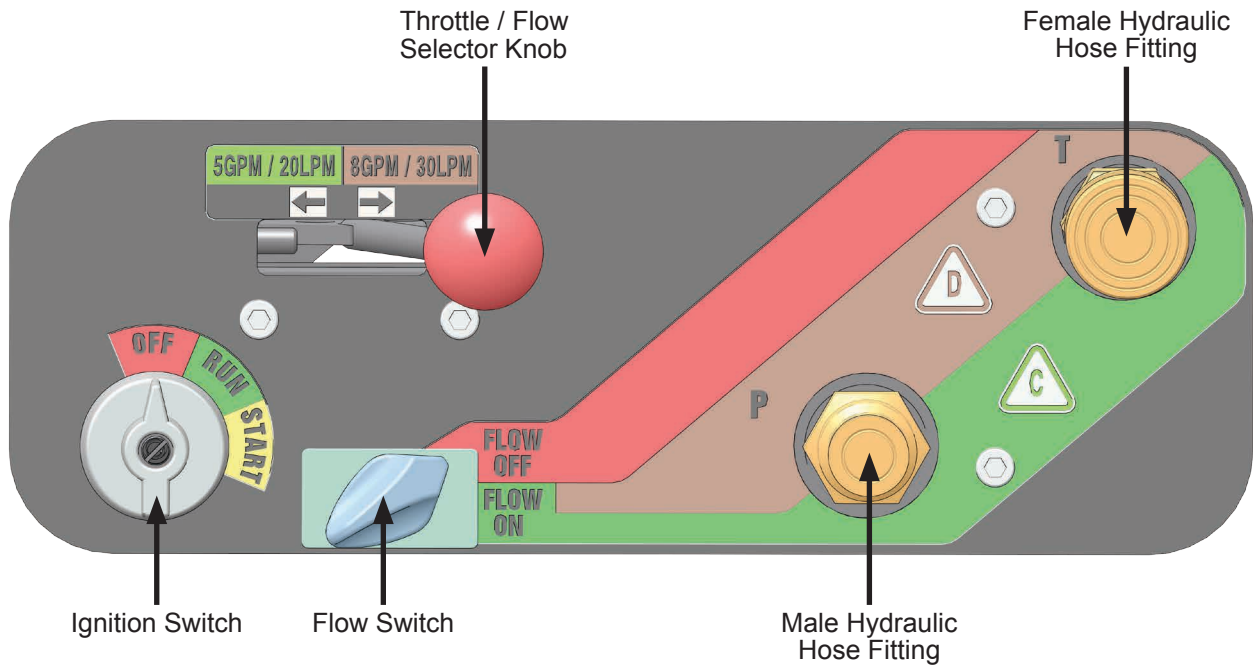 Throttle / Flow
Selector Knob
Female Hydraulic
Hose Fitting
5GPM / 20LPM
8GPM / 30LPM
T
D
C
P
OFF
RUN
START
FLOW
OFF
FLOW
ON
Ignition Switch
Flow Switch
Male Hydraulic
Hose Fitting